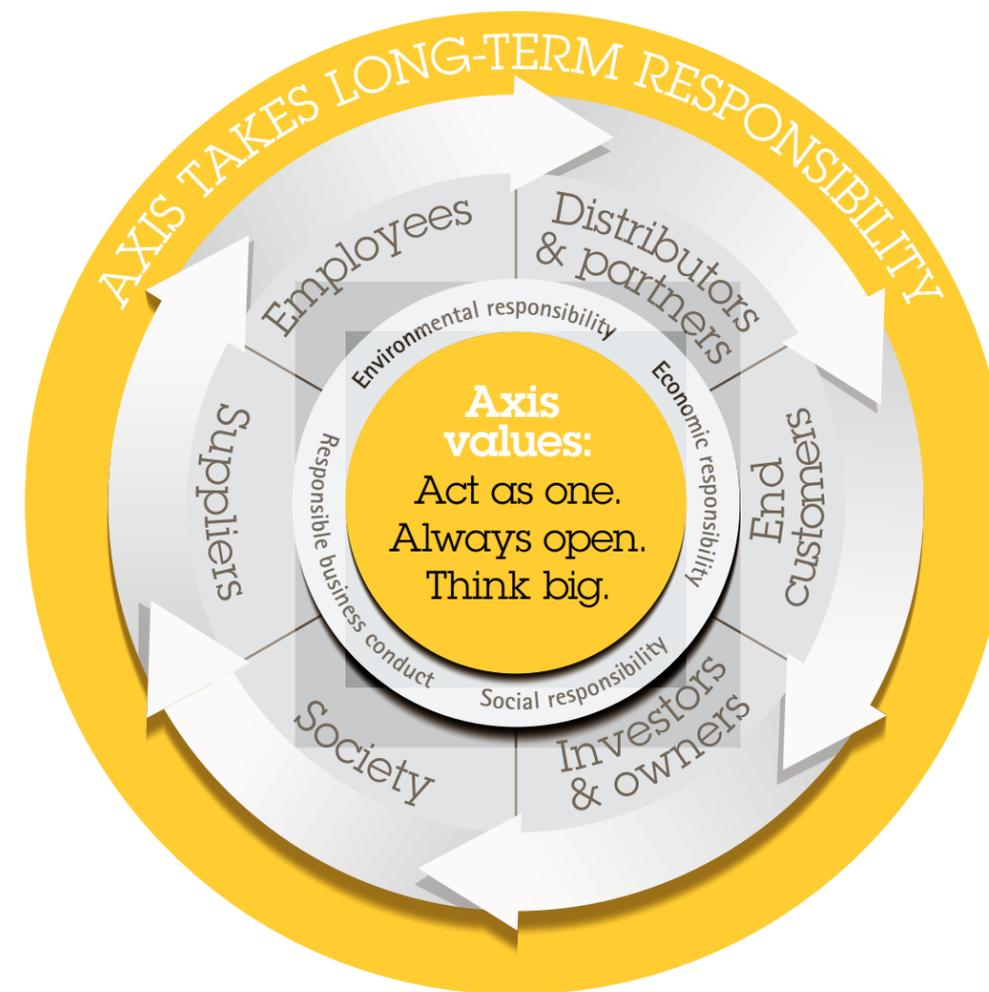 AXIS TAKES LONG-TERM RESPONSIBILITY
Employees
Distributors
& partners
End
customers
Investors
& owners
Society
Suppliers
Environmental responsibility
Economic responsibility
Social responsibility
Responsible business conduct
Axis
values:
Act as one.
Always open.
Think big.